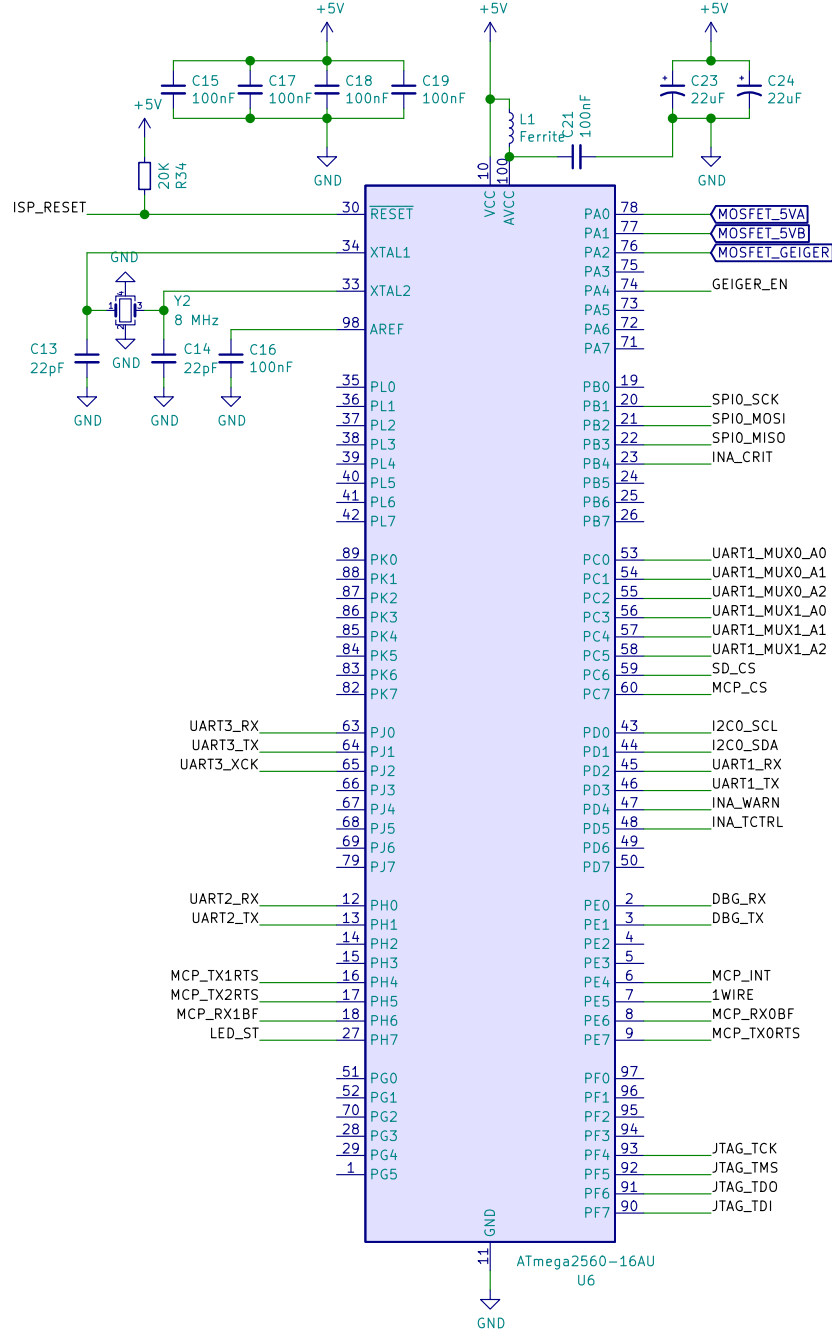 +5V +5V +5V
C15 100nF
C17 100nF
C18 100nF
C19 100nF
C23 22uF
C24 22uF
+5V
L1
Ferrite
C21
100nF
20K
R34
GND
GND
10
100
VCC
AVCC
ISP_RESET 30 RESET
34 XTAL1
GND
33 XTAL2
4
1
3
2
Y2
8 MHz
98 AREF
GND
C13 22pF
C14 22pF
C16 100nF
GND GND GND
PA0 78 MOSFET_5VA
PA1 77 MOSFET_5VB
PA2 76 MOSFET_GEIGER
PA3 75
PA4 74 GEIGER_EN
PA5 73
PA6 72
PA7 71
35 PL0 PB0 19
36 PL1 PB1 20 SPI0_SCK
37 PL2 PB2 21 SPI0_MOSI
38 PL3 PB3 22 SPI0_MISO
39 PL4 PB4 23 INA_CRIT
40 PL5 PB5 24
41 PL6 PB6 25
42 PL7 PB7 26
89 PK0 PC0 53 UART1_MUX0_A0
88 PK1 PC1 54 UART1_MUX0_A1
87 PK2 PC2 55 UART1_MUX0_A2
86 PK3 PC3 56 UART1_MUX1_A0
85 PK4 PC4 57 UART1_MUX1_A1
84 PK5 PC5 58 UART1_MUX1_A2
83 PK6 PC6 59 SD_CS
82 PK7 PC7 60 MCP_CS
UART3_RX 63 PJ0 PD0 43 I2C0_SCL
UART3_TX 64 PJ1 PD1 44 I2C0_SDA
UART3_XCK 65 PJ2 PD2 45 UART1_RX
66 PJ3 PD3 46 UART1_TX
67 PJ4 PD4 47 INA_WARN
68 PJ5 PD5 48 INA_TCTRL
69 PJ6 PD6 49
79 PJ7 PD7 50
UART2_RX 12 PH0 PE0 2 DBG_RX
UART2_TX 13 PH1 PE1 3 DBG_TX
14 PH2 PE2 4
15 PH3 PE3 5
MCP_TX1RTS 16 PH4 PE4 6 MCP_INT
MCP_TX2RTS 17 PH5 PE5 7 1WIRE
MCP_RX1BF 18 PH6 PE6 8 MCP_RX0BF
LED_ST 27 PH7 PE7 9 MCP_TX0RTS
51 PG0 PF0 97
52 PG1 PF1 96
70 PG2 PF2 95
28 PG3 PF3 94
29 PG4 PF4 93 JTAG_TCK
1 PG5 PF5 92 JTAG_TMS
PF6 91 JTAG_TDO
PF7 90 JTAG_TDI
GND
11
ATmega2560-16AU
U6
GND